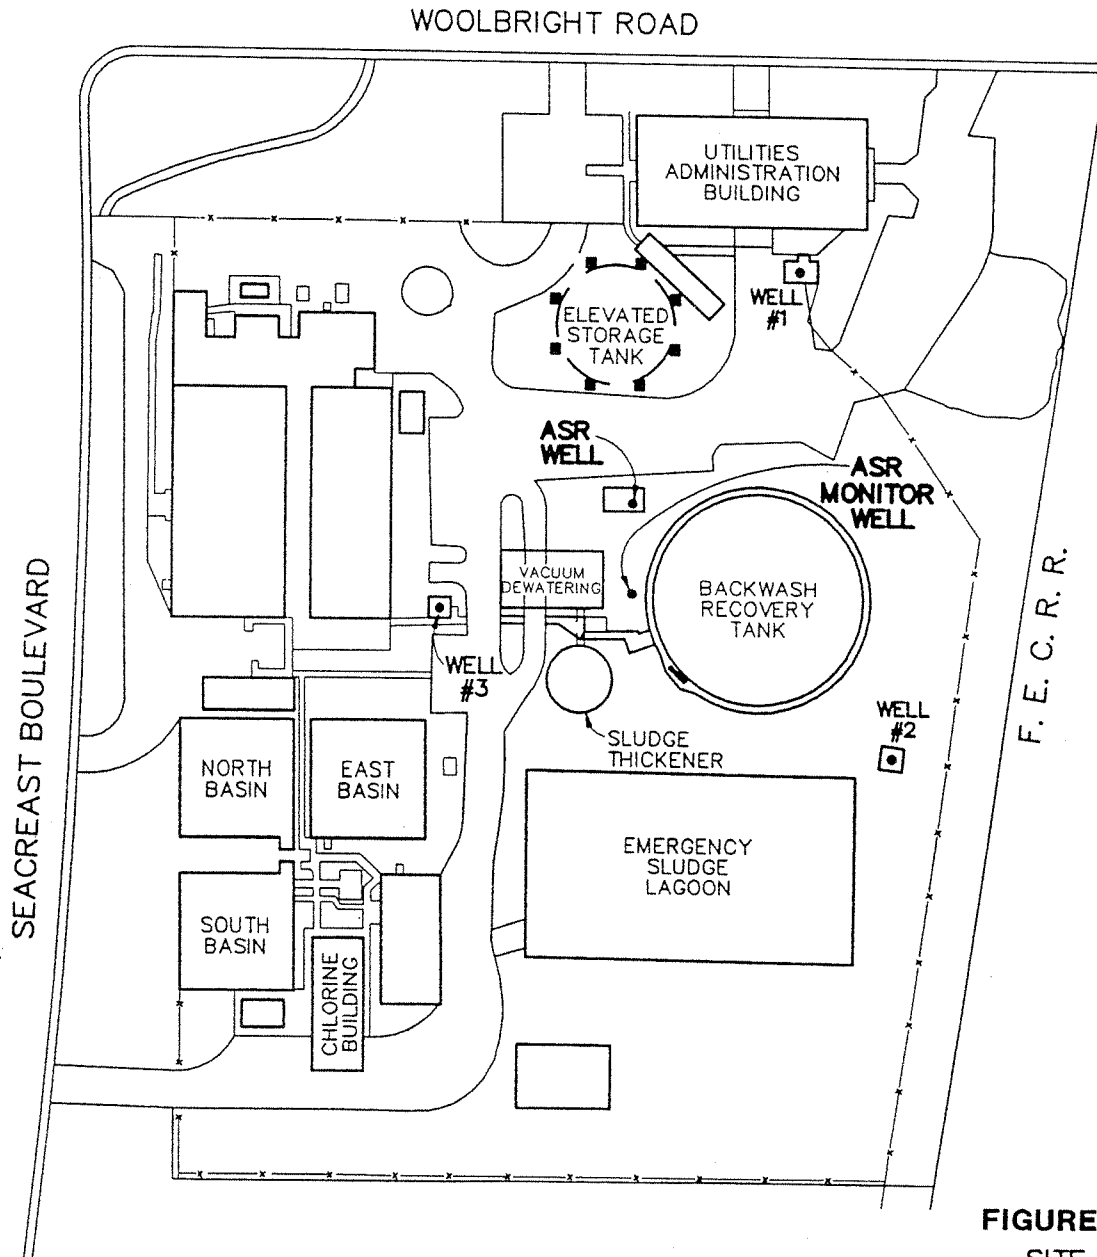 WOOLBRIGHT ROAD
UTILITIES
ADMINISTRATION
BUILDING
WELL
#1
ELEVATED
STORAGE
TANK
ASR
WELL
ASR
MONITOR
WELL
VACUUM
DEWATERING
BACKWASH
RECOVERY
TANK
WELL
#3
WELL
#2
SLUDGE
THICKENER
NORTH
BASIN
EAST
BASIN
EMERGENCY
SLUDGE
LAGOON
SOUTH
BASIN
CHLORINE
BUILDING
SEACREAST BOULEVARD
F. E. C. R. R.
FIGURE
SITE